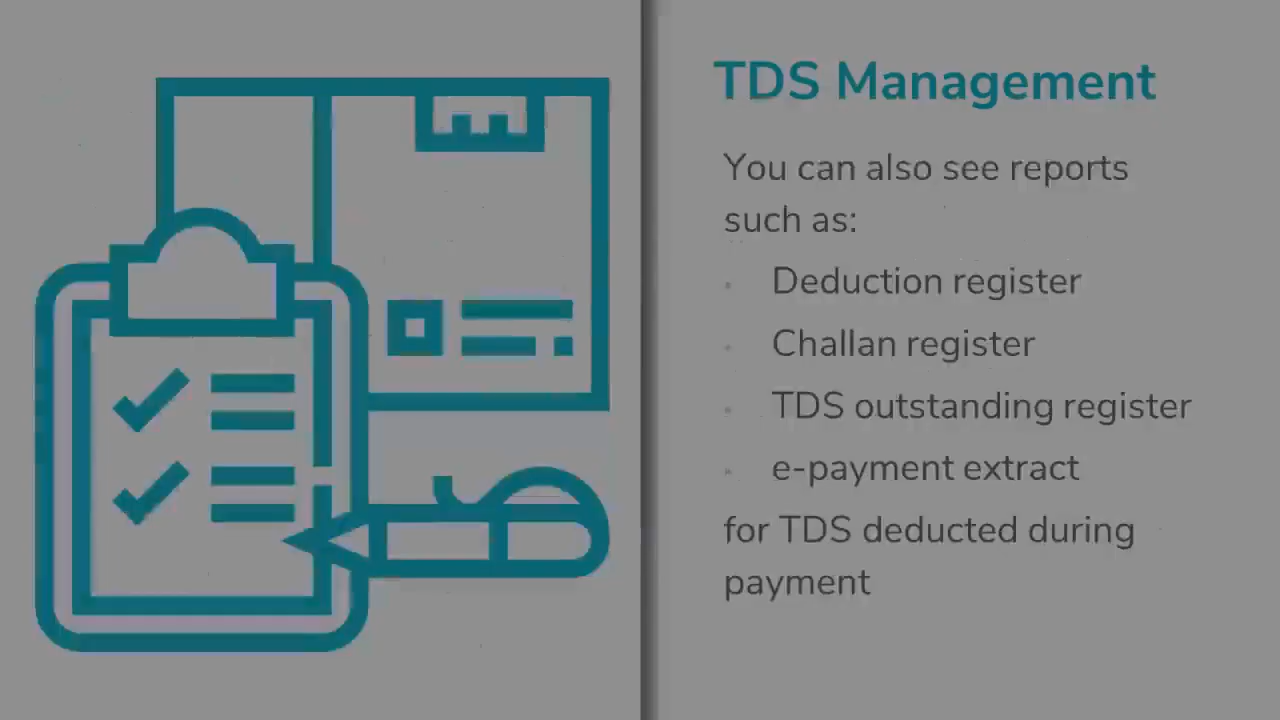 TDS Management
You can also see reports
such as:
Deduction register
Challan register
TDS outstanding register
e-payment extract
for TDS deducted during
payment